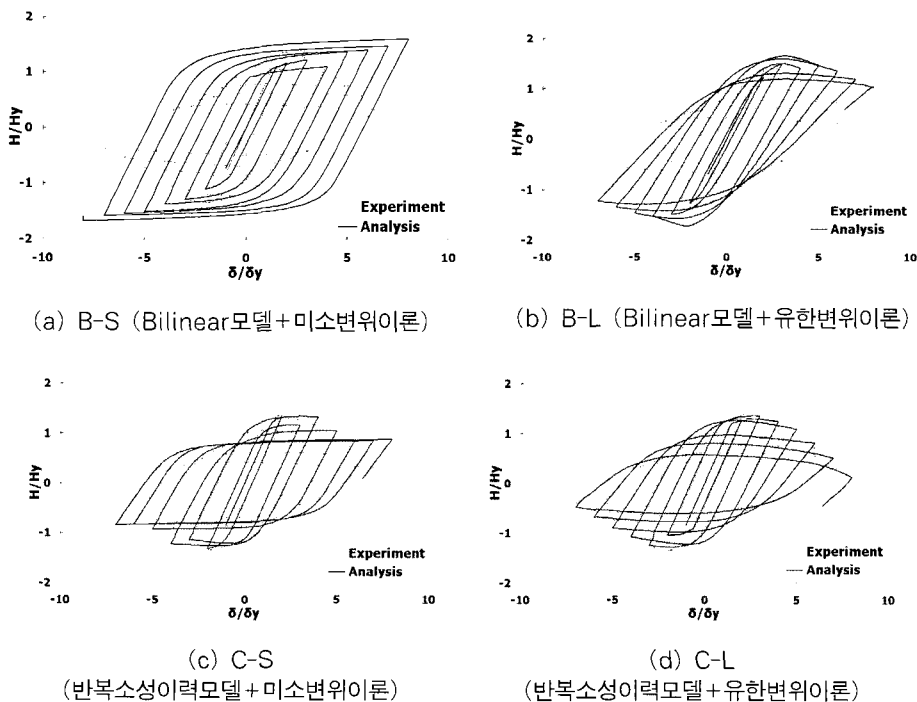 2
1
0
-1
-2
H/Hy
-10
-5
0
5
10
δ/δy
Experiment
Analysis
(a) B-S (Bilinear모델+미소변위이론)
2
1
0
-1
-2
H/Hy
-10
-5
0
5
10
δ/δy
Experiment
Analysis
(b) B-L (Bilinear모델+유한변위이론)
2
1
0
-1
-2
H/Hy
-10
-5
0
5
10
δ/δy
Experiment
Analysis
(c) C-S
(반복소성이력모델+미소변위이론)
2
1
0
-1
-2
H/Hy
-10
-5
0
5
10
δ/δy
Experiment
Analysis
(d) C-L
(반복소성이력모델+유한변위이론)